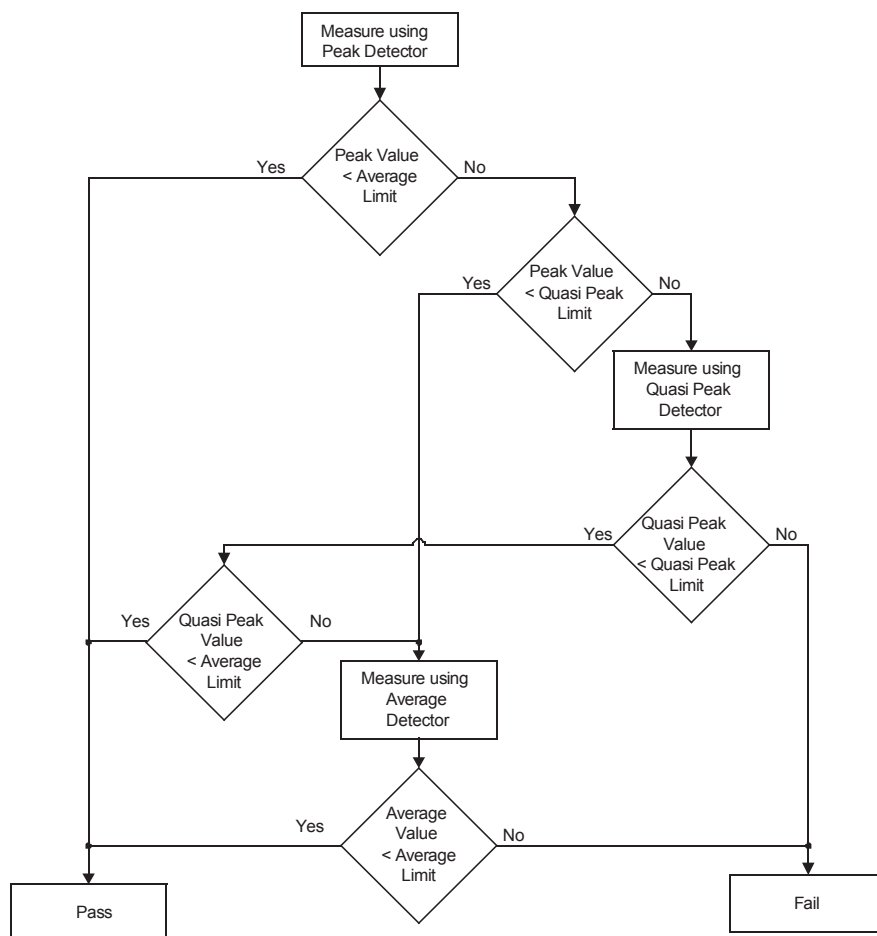 Measure using
Peak Detector
Yes
Peak Value
< Average
Limit
No
Yes
Peak Value
< Quasi Peak
Limit
No
Measure using
Quasi Peak
Detector
Yes
Quasi Peak
Value
< Quasi Peak
Limit
No
Yes
Quasi Peak
Value
< Average
Limit
No
Measure using
Average
Detector
Yes
Average
Value
< Average
Limit
No
Pass
Fail